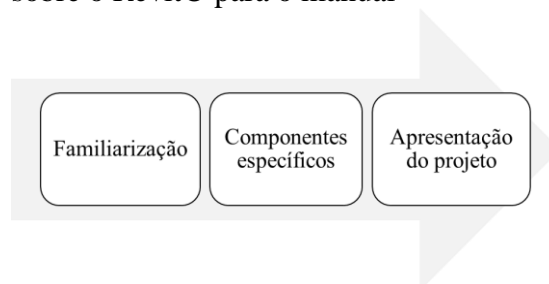 Familiarização
Componentes
específicos
Apresentação
do projeto